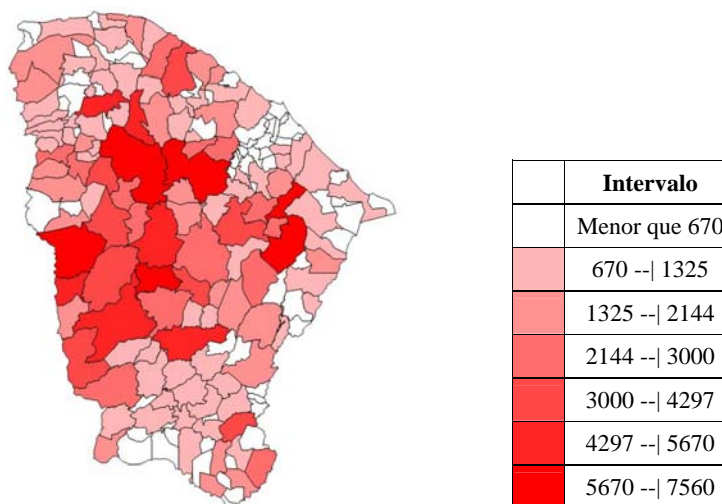 Intervalo
Menor que 670
670 --| 1325
1325 --| 2144
2144 --| 3000
3000 --| 4297
4297 --| 5670
5670 --| 7560